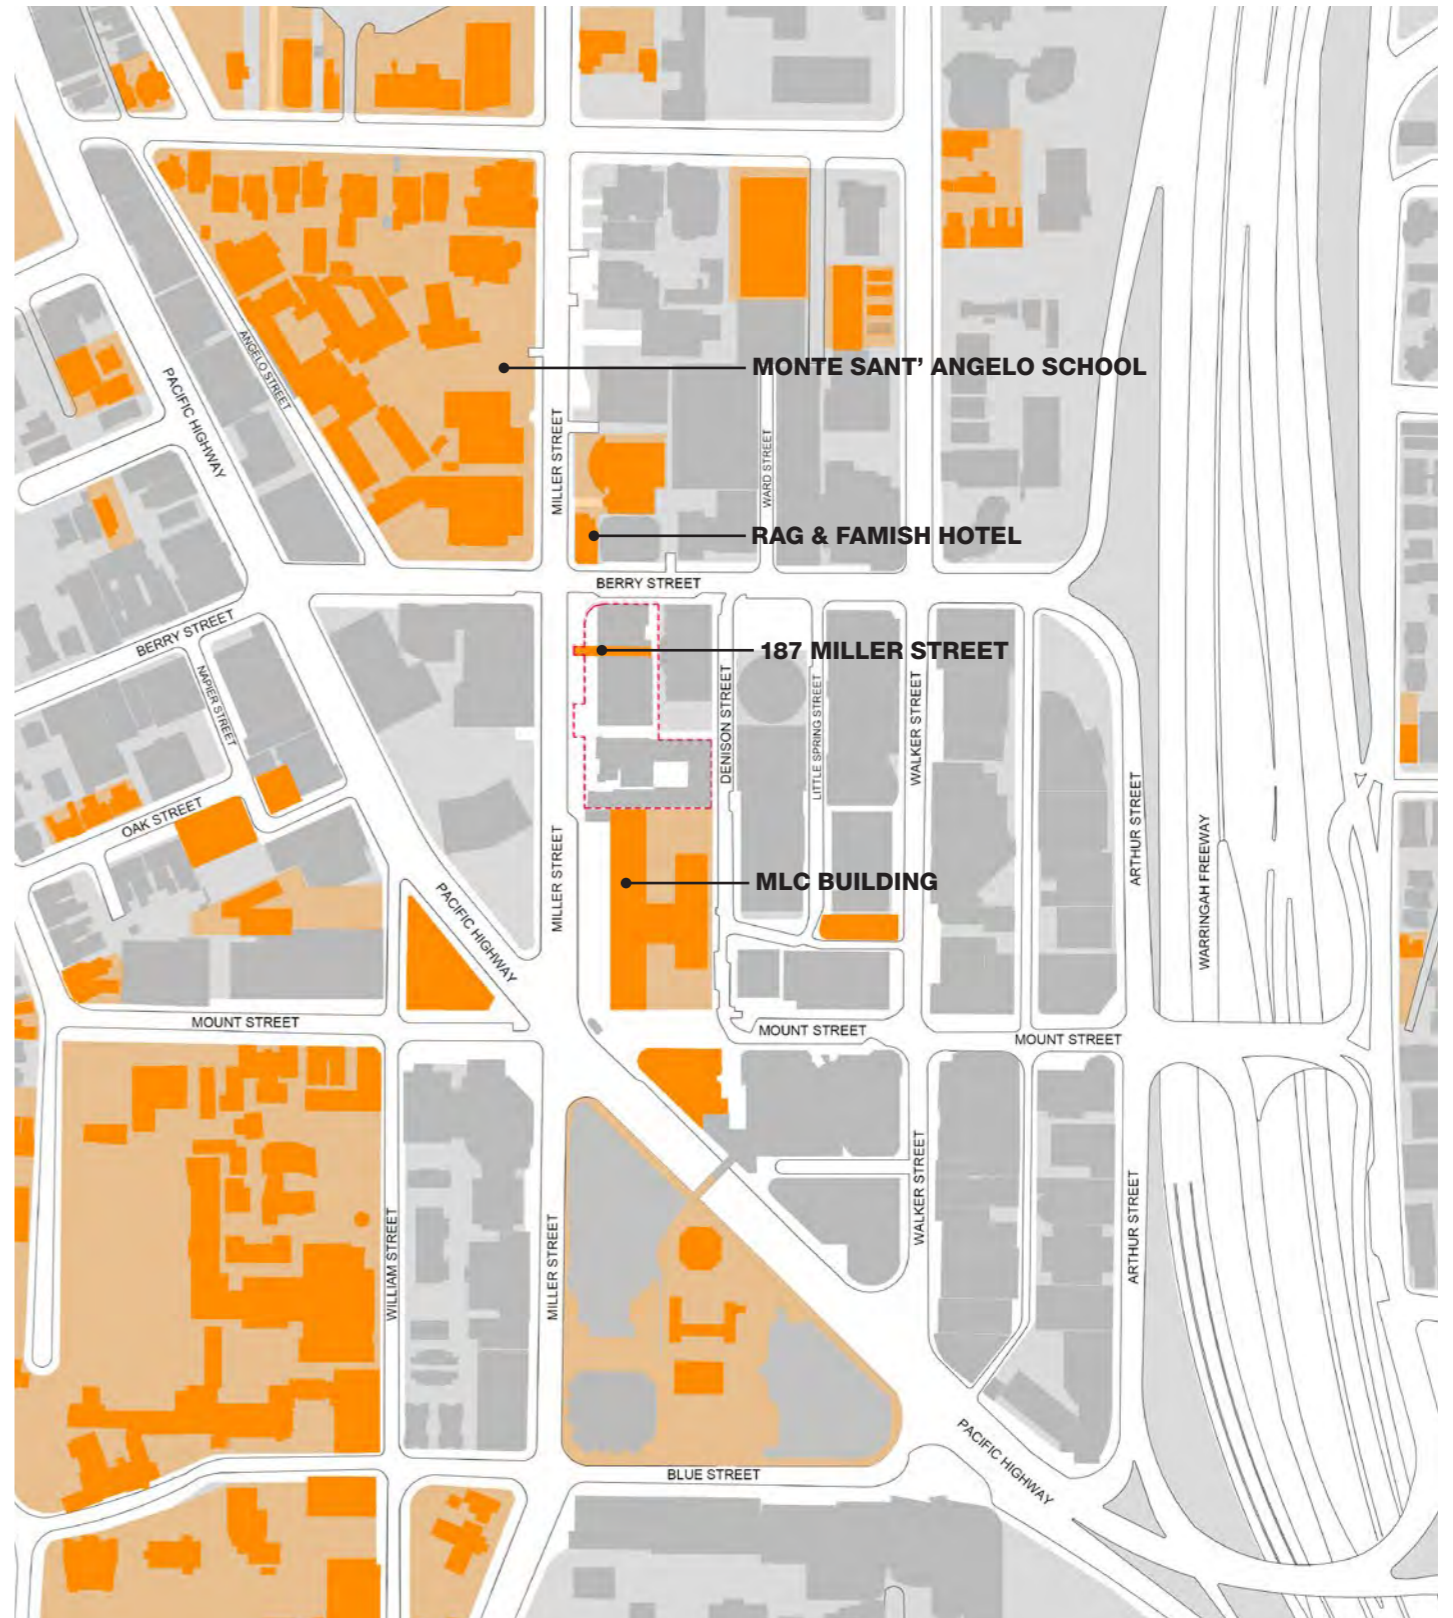 ANGELO STREET
PACIFIC HIGHWAY
MONTE SANT’ ANGELO SCHOOL
MILLER STREET
WARD STREET
RAG & FAMISH HOTEL
BERRY STREET
BERRY STREET
NAPIER STREET
187 MILLER STREET
DENISON STREET
LITTLE SPRING STREET
WALKER STREET
OAK STREET
MILLER STREET
ARTHUR STREET
WARRINGAH FREEWAY
MLC BUILDING
PACIFIC HIGHWAY
MOUNT STREET
MOUNT STREET
MOUNT STREET
WALKER STREET
WILLIAM STREET
MILLER STREET
ARTHUR STREET
PACIFIC HIGHWAY
BLUE STREET